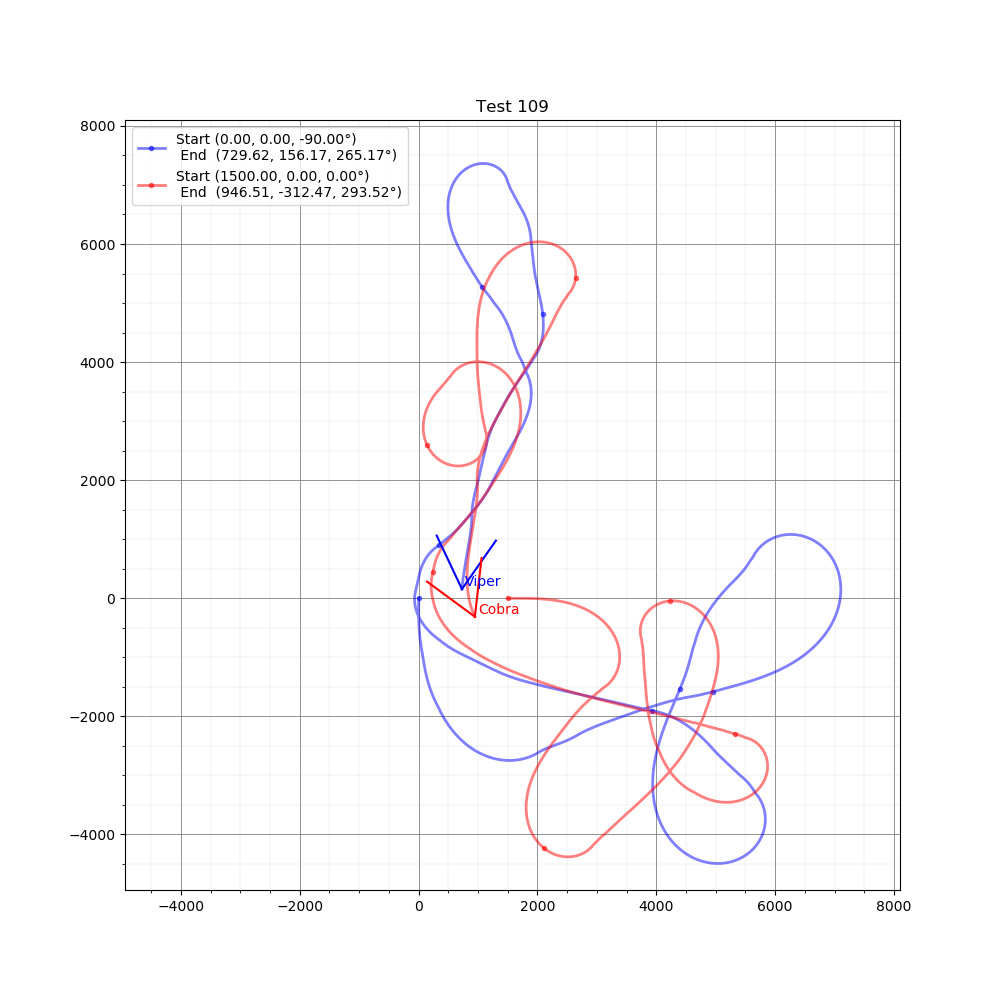 Test 109
Start (0.00, 0.00, -90.00°)
End  (729.62, 156.17, 265.17°)
Start (1500.00, 0.00, 0.00°)
End  (946.51, -312.47, 293.52°)
8000
6000
4000
2000
0
−2000
−4000
Viper
Cobra
−4000 −2000 0 2000 4000 6000 8000